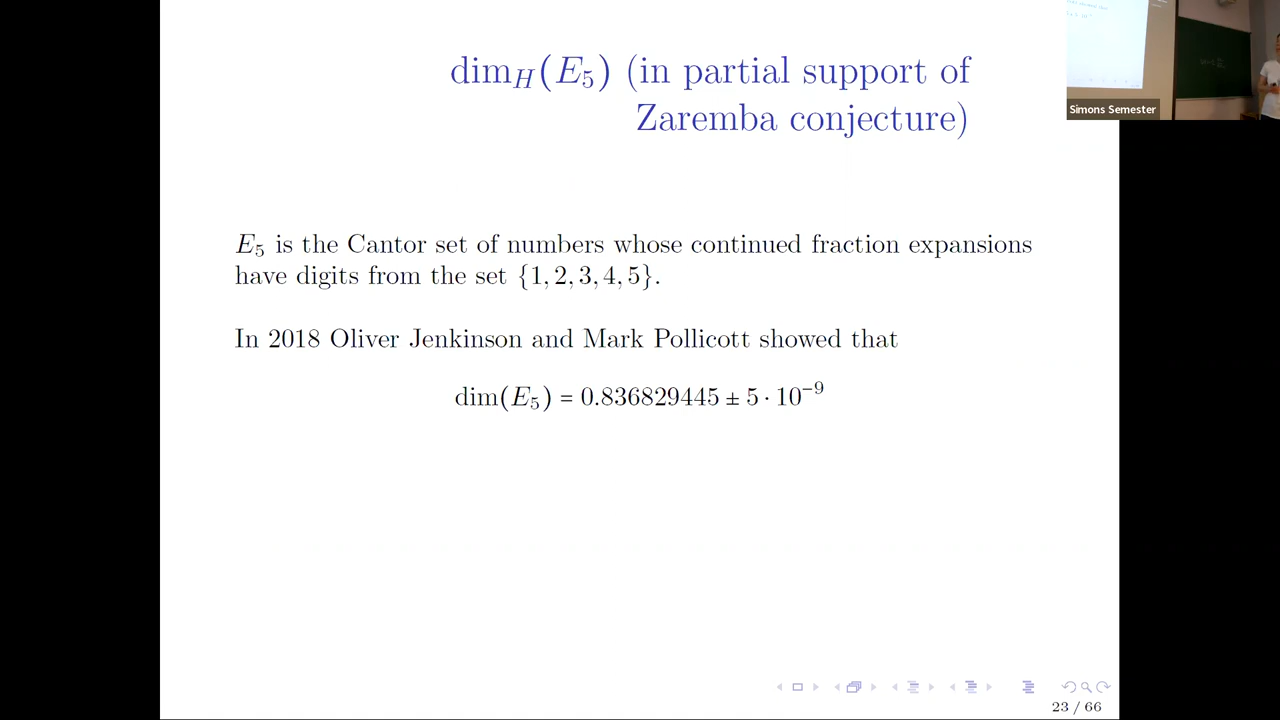 dim_H(E_5) (in partial support of
Zaremba conjecture)
E_5 is the Cantor set of numbers whose continued fraction expansions
have digits from the set {1, 2, 3, 4, 5}.
In 2018 Oliver Jenkinson and Mark Pollicott showed that
dim(E_5) = 0.836829445 ± 5 · 10^{-9}
23 / 66
Simons Semester